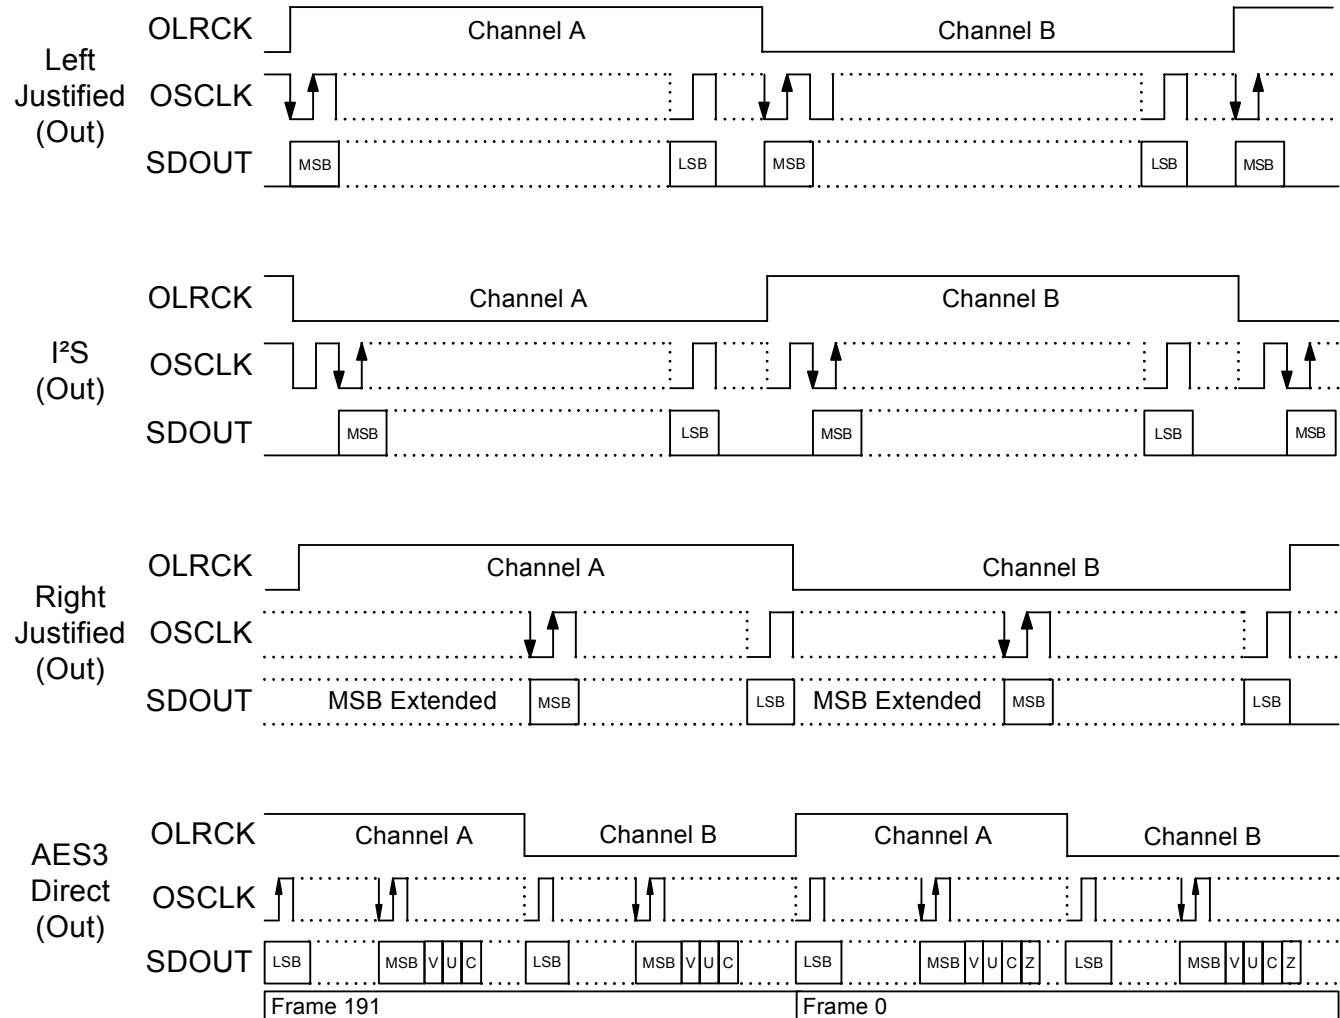 Left
Justified
(Out)
OLRCK
Channel A
Channel B
OSCLK
SDOUT
MSB
LSB
MSB
LSB
MSB
I²S
(Out)
OLRCK
Channel A
Channel B
OSCLK
SDOUT
MSB
LSB
MSB
LSB
MSB
Right
Justified
(Out)
OLRCK
Channel A
Channel B
OSCLK
SDOUT
MSB Extended
MSB
LSB
MSB Extended
MSB
LSB
AES3
Direct
(Out)
OLRCK
Channel A
Channel B
Channel A
Channel B
OSCLK
SDOUT
LSB
MSB V U C
LSB
MSB V U C
LSB
MSB V U C Z
LSB
MSB V U C Z
Frame 191
Frame 0